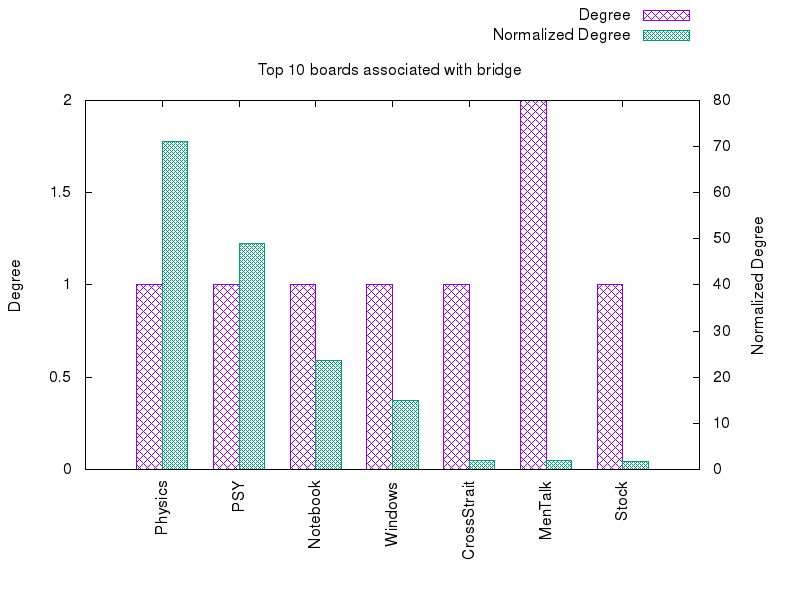 Degree
Normalized Degree
Top 10 boards associated with bridge
2
1.5
1
0.5
0
80
70
60
50
40
30
20
10
0
Degree
Normalized Degree
Physics
PSY
Notebook
Windows
CrossStrait
MenTalk
Stock